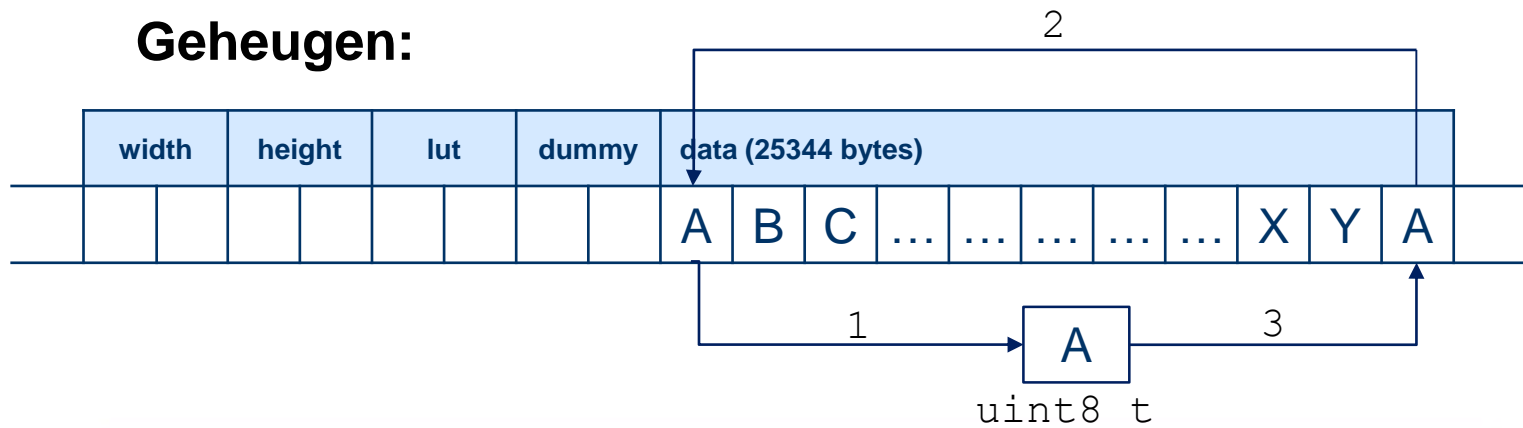 Geheugen:
2
width height lut dummy data (25344 bytes)
A B C ... ... ... ... ... X Y A
1 A 3
uint8 t